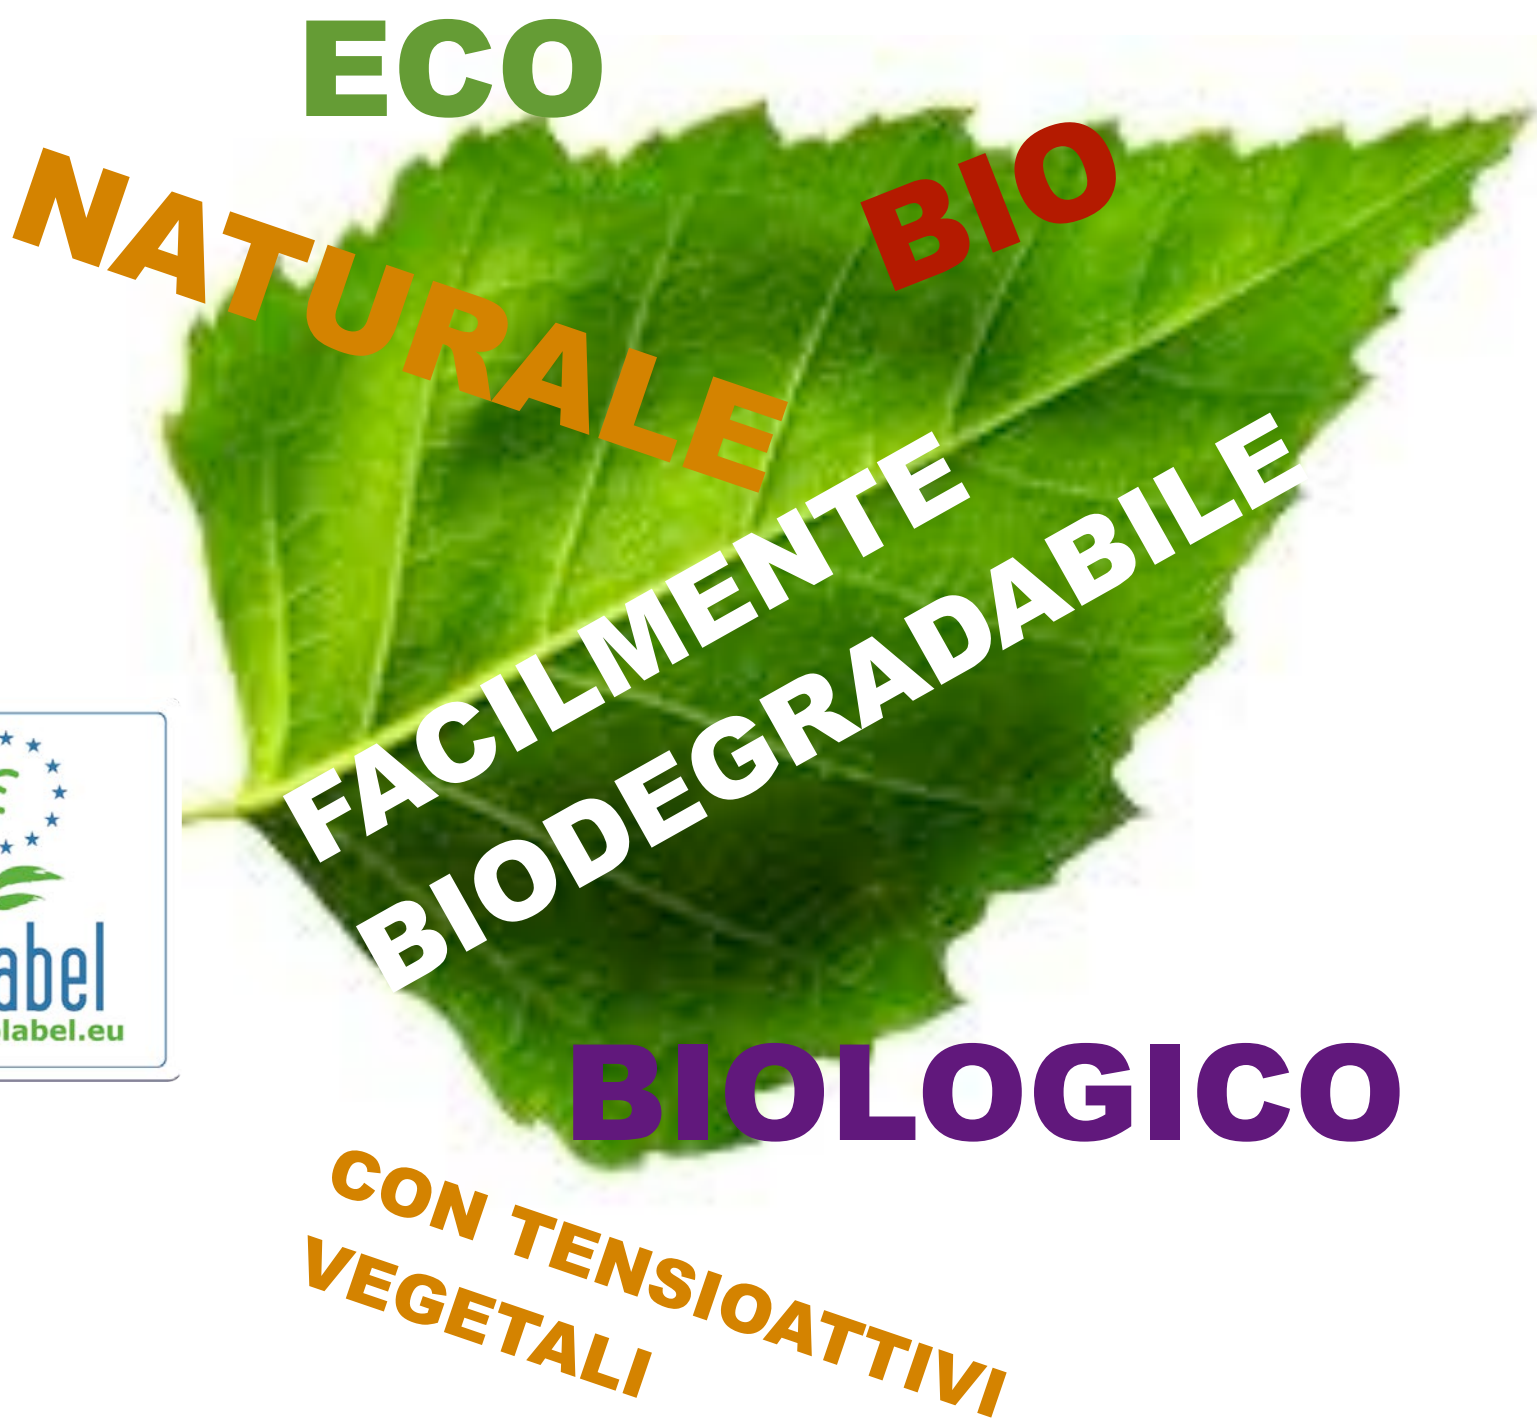 ECO
NATURALE
BIO
FACILMENTE
BIODEGRADABILE
abel
label.eu
BIOLOGICO
CON TENSIOATTIVI
VEGETALI